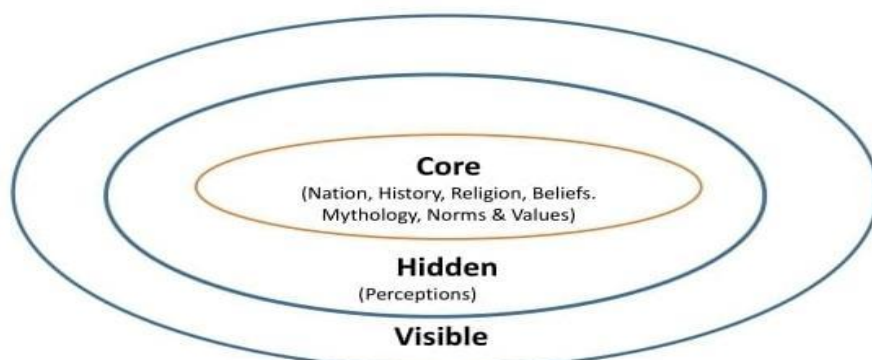 Core
(Nation, History, Religion, Beliefs.
Mythology, Norms & Values)
Hidden
(Perceptions)
Visible